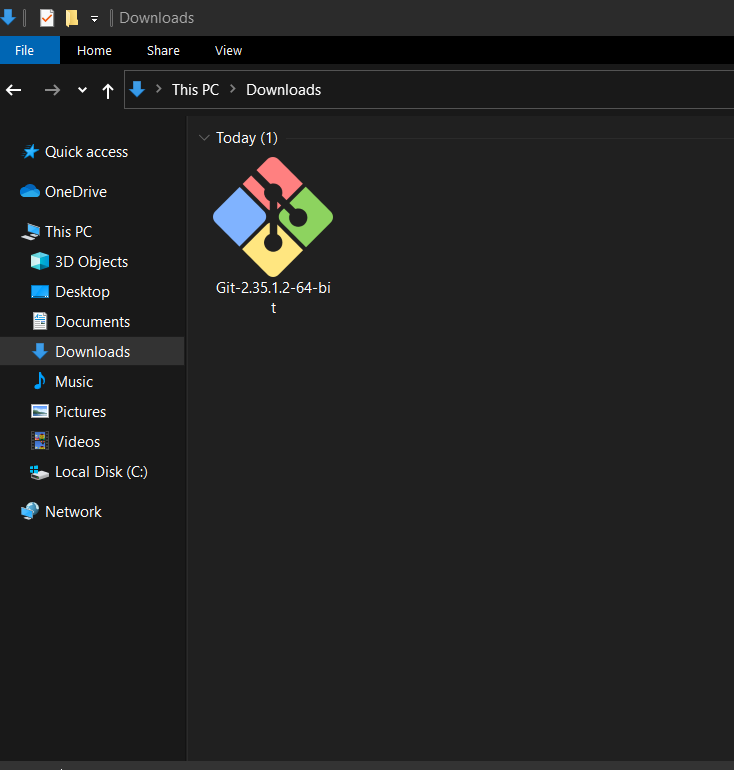 Downloads
File Home Share View
This PC Downloads
Quick access
OneDrive
This PC
3D Objects
Desktop
Documents
Downloads
Music
Pictures
Videos
Local Disk (C:)
Network
Today (1)
Git-2.35.1.2-64-bi
t